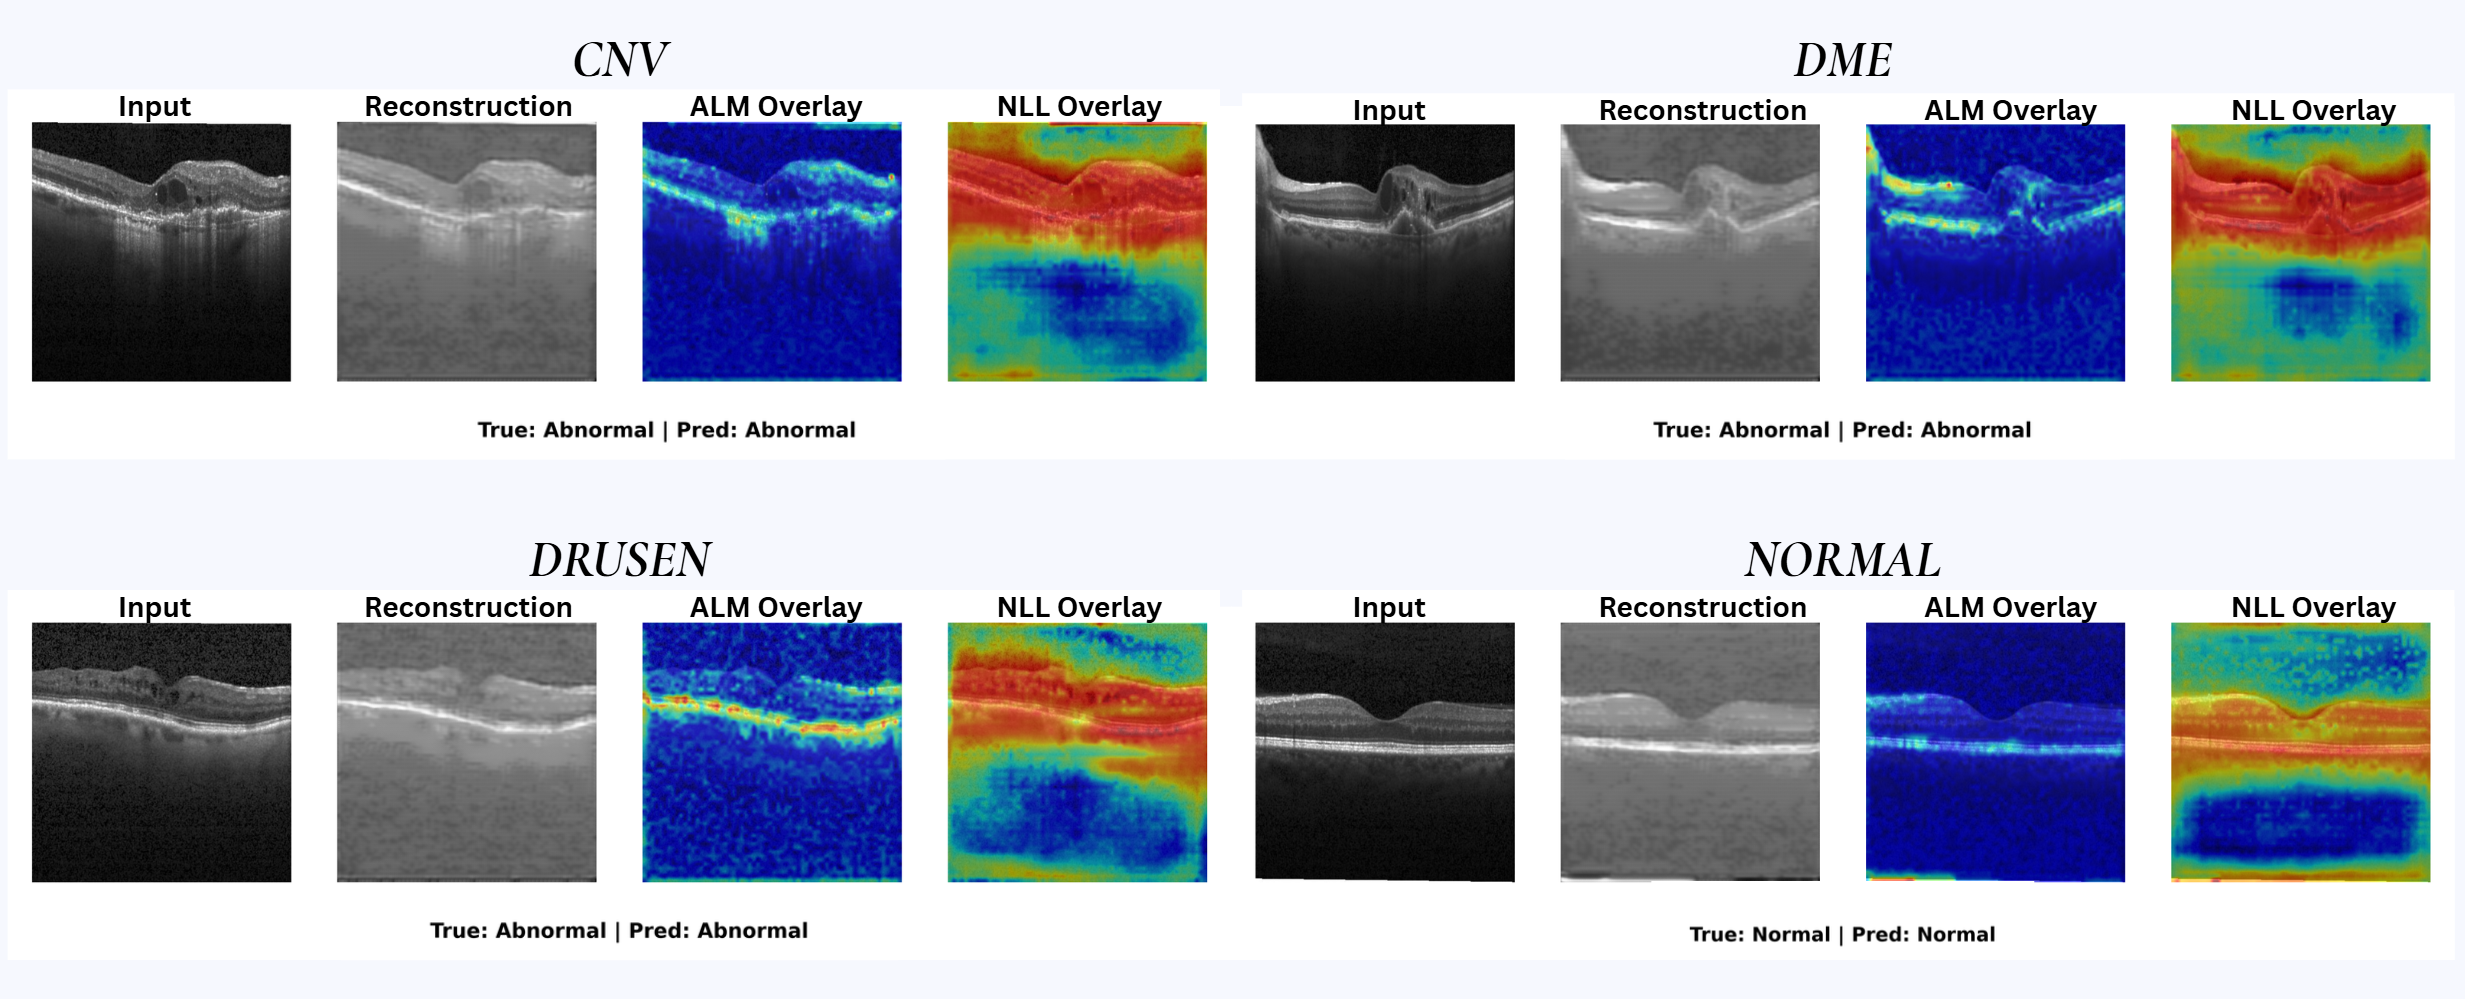 CNV
Input Reconstruction ALM Overlay NLL Overlay
True: Abnormal | Pred: Abnormal
DME
Input Reconstruction ALM Overlay NLL Overlay
True: Abnormal | Pred: Abnormal
DRUSEN
Input Reconstruction ALM Overlay NLL Overlay
True: Abnormal | Pred: Abnormal
NORMAL
Input Reconstruction ALM Overlay NLL Overlay
True: Normal | Pred: Normal